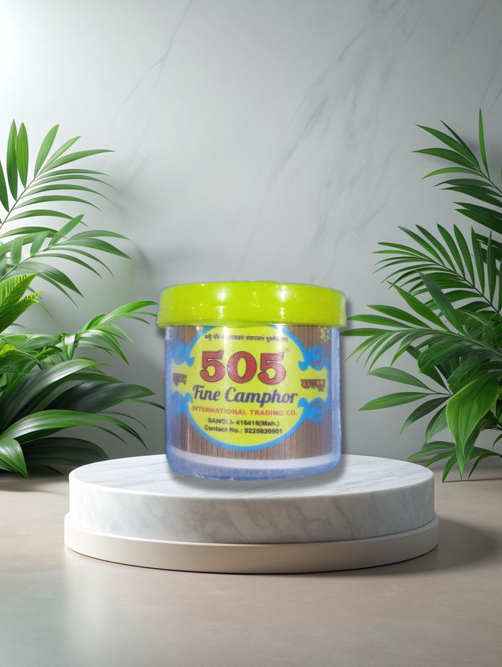 505
शुद्ध कापूर
Fine Camphor
INTERNATIONAL TRADING CO.
SANGLI- 416416(Mah.)
Contact No.: 9225820501